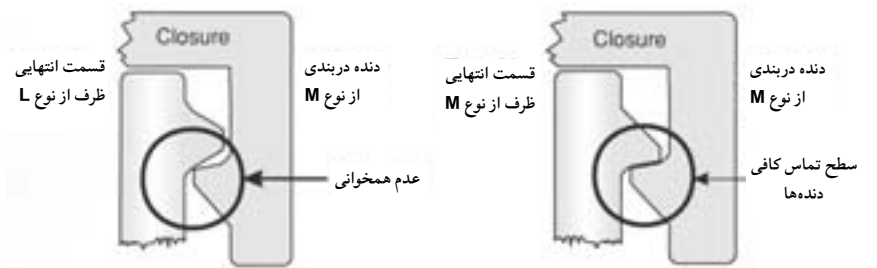 Closure
قسمت انتهایی
ظرف از نوع L
دنده دربندی
از نوع M
عدم همخوانی
Closure
قسمت انتهایی
ظرف از نوع M
دنده دربندی
از نوع M
سطح تماس کافی
دنده‌ها